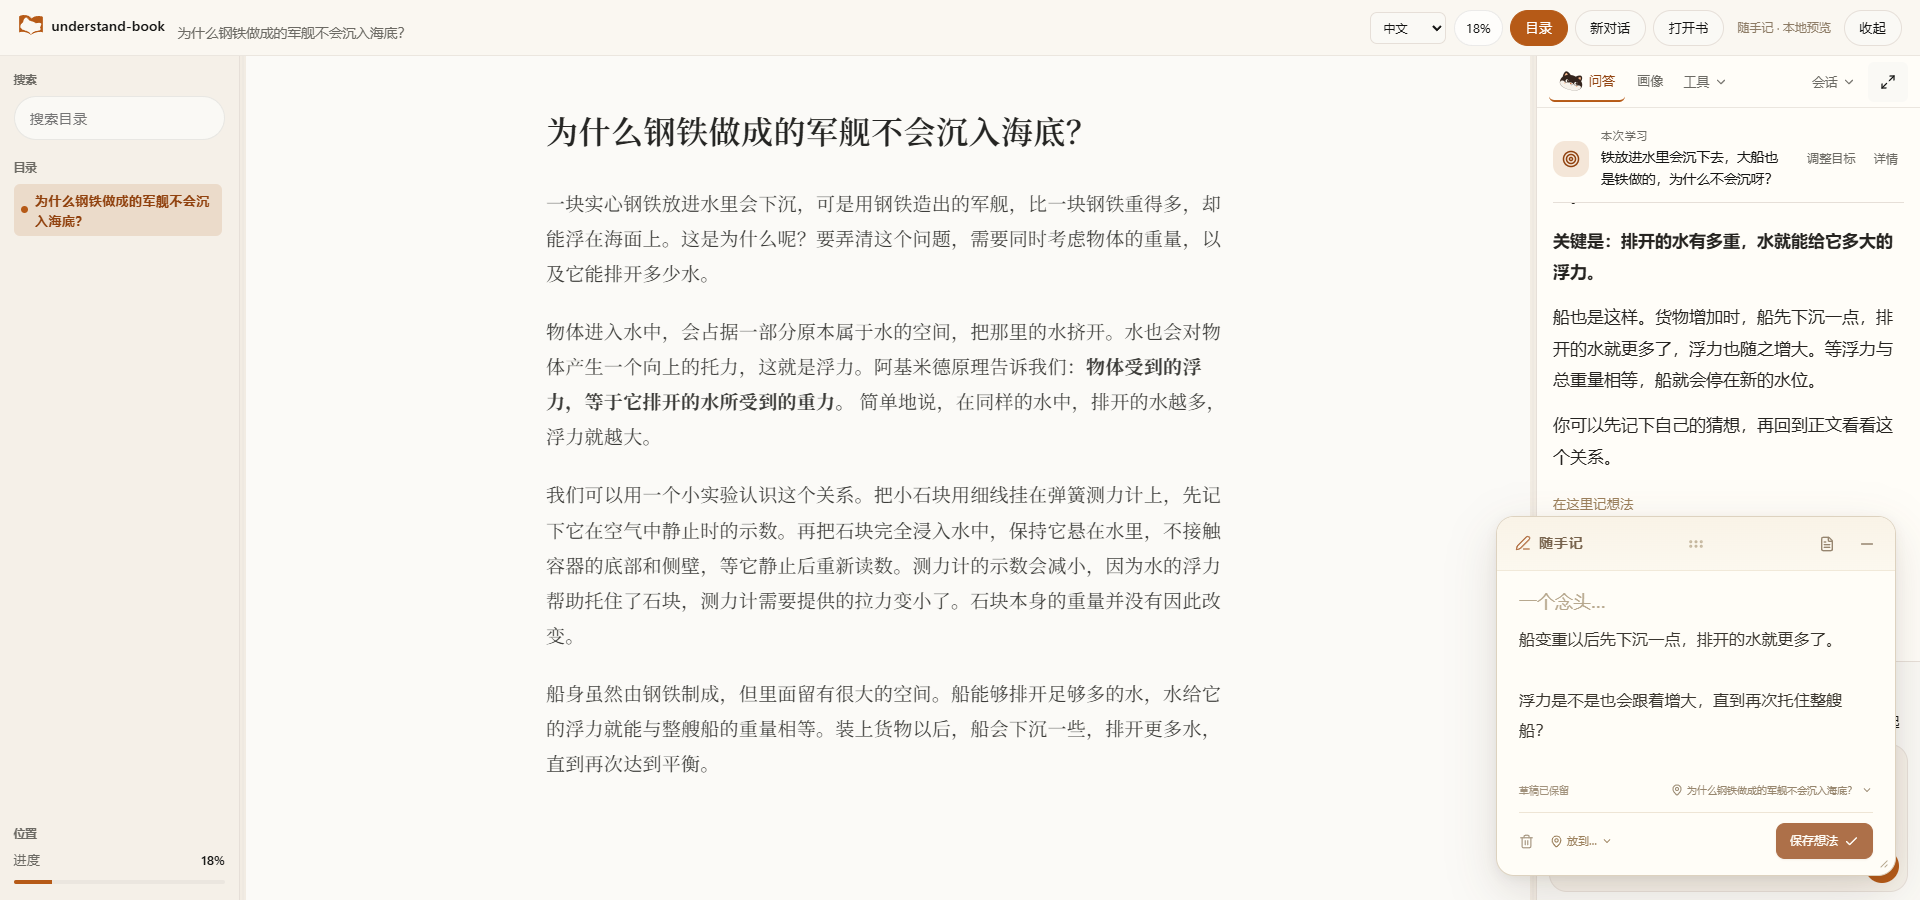 understand-book
为什么钢铁做成的军舰不会沉入海底？
中文
18%
目录
新对话
打开书
随手记 · 本地预览
收起
搜索
搜索目录
目录
为什么钢铁做成的军舰不会沉
入海底？
位置
进度
18%
为什么钢铁做成的军舰不会沉入海底？
一块实心钢铁放进水里会下沉，可是用钢铁造出的军舰，比一块钢铁重得多，却
能浮在海面上。这是为什么呢？要弄清这个问题，需要同时考虑物体的重量，以
及它能排开多少水。
物体进入水中，会占据一部分原本属于水的空间，把那里的水挤开。水也会对物
体产生一个向上的托力，这就是浮力。阿基米德原理告诉我们：物体受到的浮
力，等于它排开的水所受到的重力。 简单地说，在同样的水中，排开的水越多，
浮力就越大。
我们可以用一个小实验认识这个关系。把小石块用细线挂在弹簧测力计上，先记
下它在空气中静止时的示数。再把石块完全浸入水中，保持它悬在水里，不接触
容器的底部和侧壁，等它静止后重新读数。测力计的示数会减小，因为水的浮力
帮助托住了石块，测力计需要提供的拉力变小了。石块本身的重量并没有因此改
变。
船身虽然由钢铁制成，但里面留有很大的空间。船能够排开足够多的水，水给它
的浮力就能与整艘船的重量相等。装上货物以后，船会下沉一些，排开更多水，
直到再次达到平衡。
问答
画像
工具
会话
本次学习
铁放进水里会沉下去，大船也
是铁做的，为什么不会沉呀？
调整目标
详情
关键是：排开的水有多重，水就能给它多大的
浮力。
船也是这样。货物增加时，船先下沉一点，排
开的水就更多了，浮力也随之增大。等浮力与
总重量相等，船就会停在新的水位。
你可以先记下自己的猜想，再回到正文看看这
个关系。
在这里记想法
随手记
一个念头...
船变重以后先下沉一点，排开的水就更多了。
浮力是不是也会跟着增大，直到再次托住整艘
船？
草稿已保留
为什么钢铁做成的军舰不会沉入海底？
放到...
保存想法